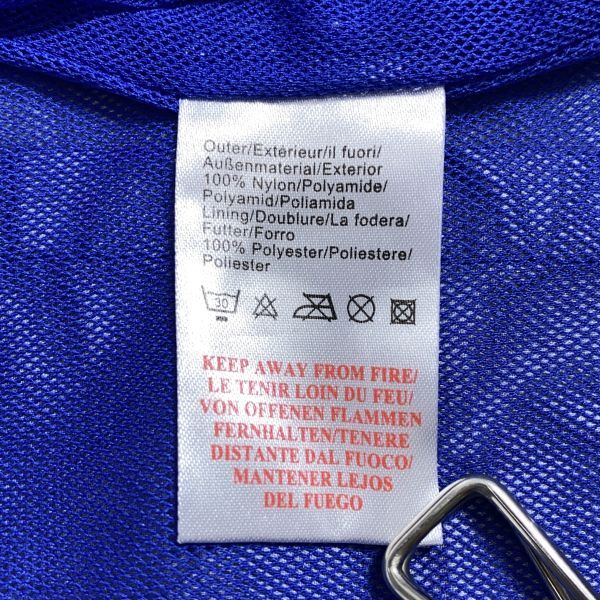 Outer/Extérieur/il fuori/
Außenmaterial/Exterior
100% Nylon/Polyamide/
Polyamid/Poliamida
Lining/Doublure/La fodera/
Futter/Forro
100% Polyester/Poliestere/
Poliester
30
KEEP AWAY FROM FIRE/
LE TENIR LOIN DU FEU/
VON OFFENEN FLAMMEN
FERNHALTEN/TENERE
DISTANTE DAL FUOCO/
MANTENER LEJOS
DEL FUEGO